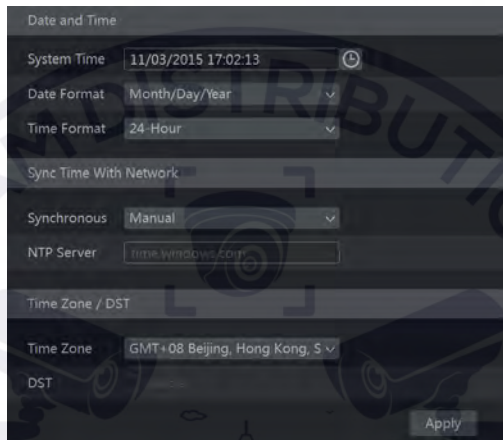 Date and Time
System Time 11/03/2015 17:02:13
Date Format Month/Day/Year
Time Format 24-Hour
Sync Time With Network
Synchronous Manual
NTP Server time.windows.com
Time Zone / DST
Time Zone GMT+08 Beijing, Hong Kong, S
DST
Apply